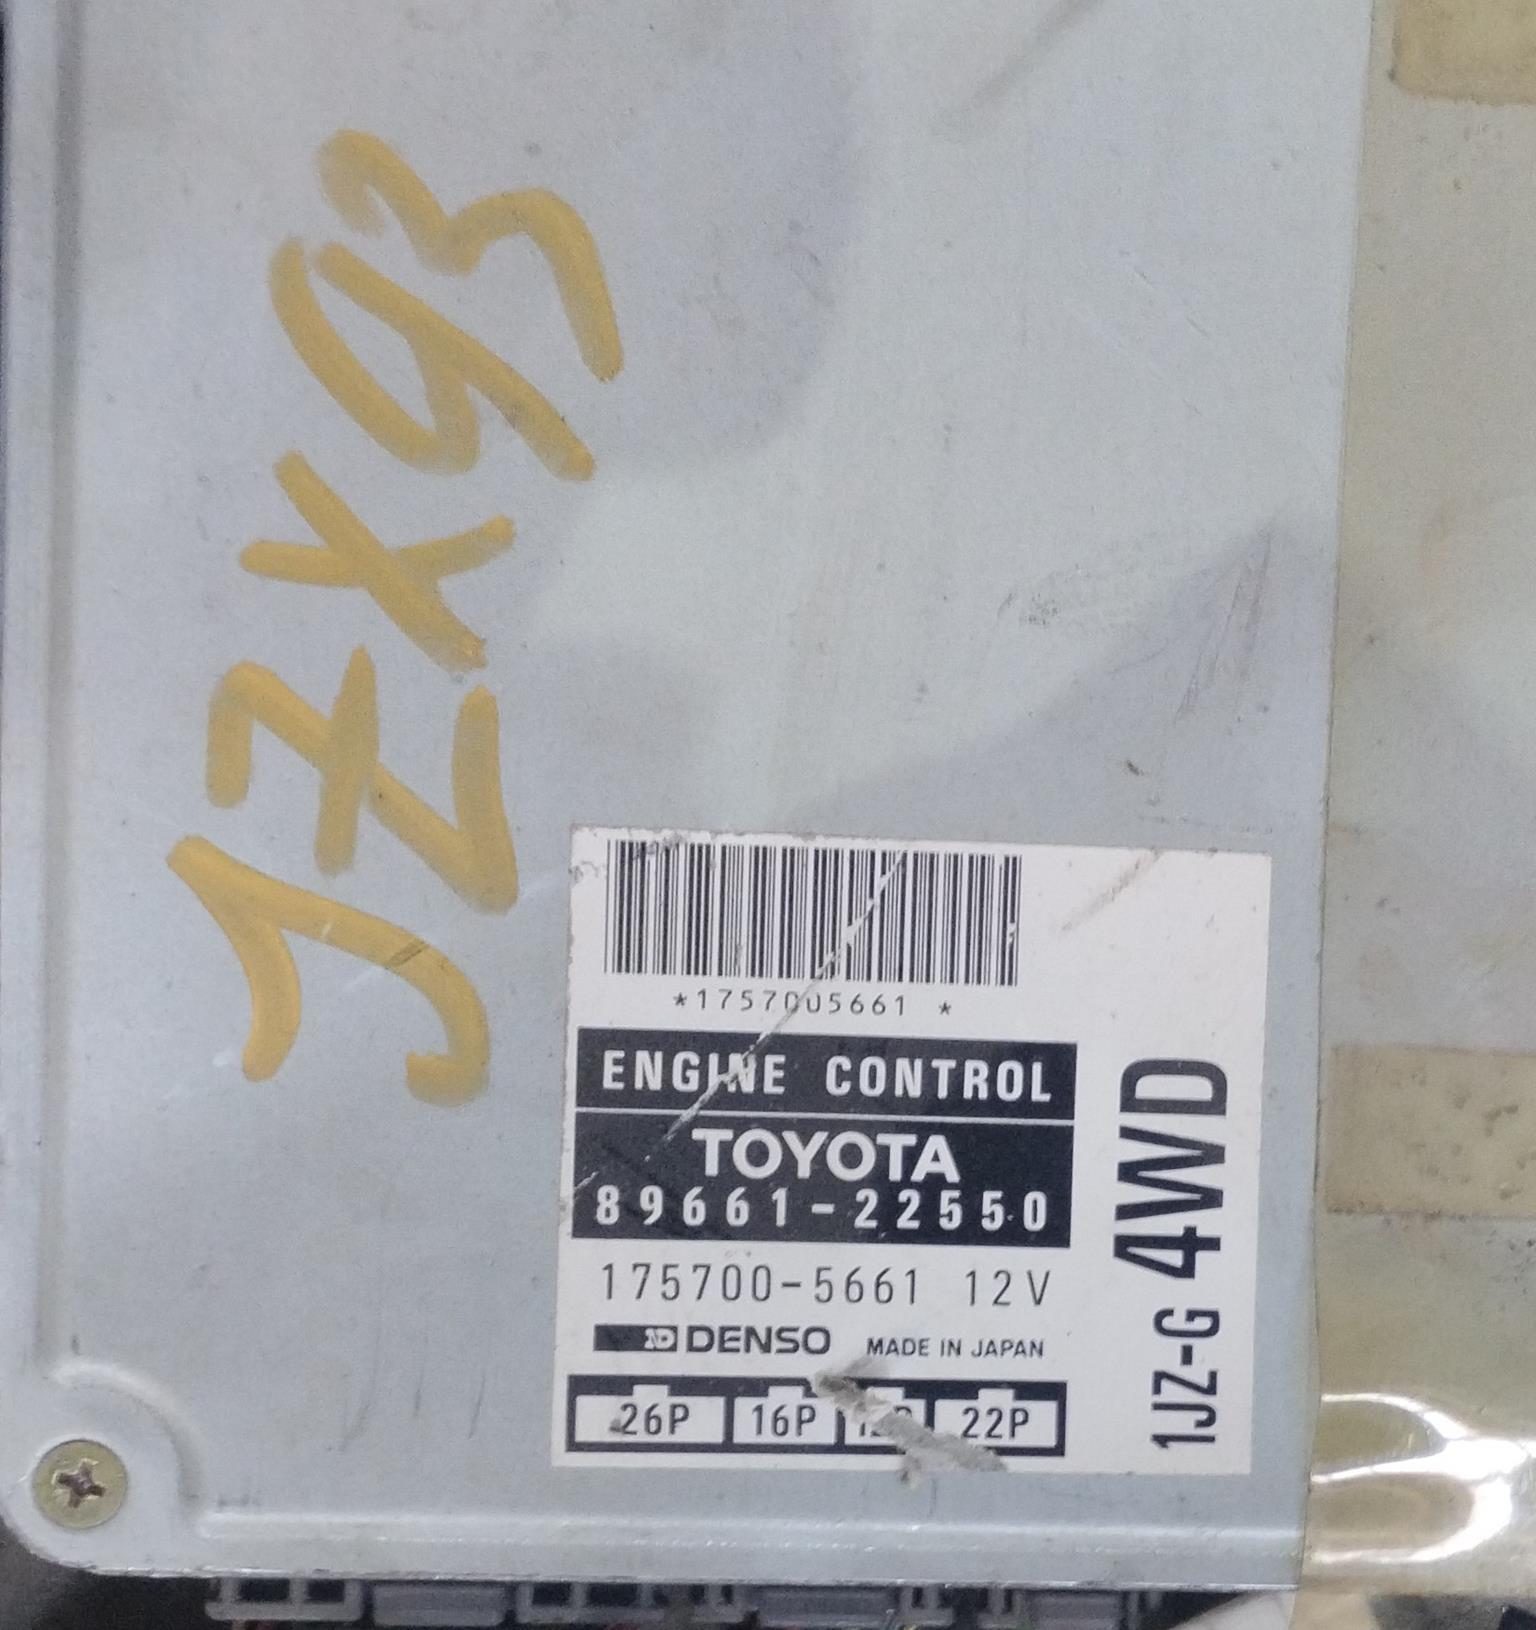 JZX93
*1757005661 *
ENGINE CONTROL
TOYOTA
89661-22550
175700-5661 12V
ND DENSO MADE IN JAPAN
26P 16P 22P
1JZ-G 4WD